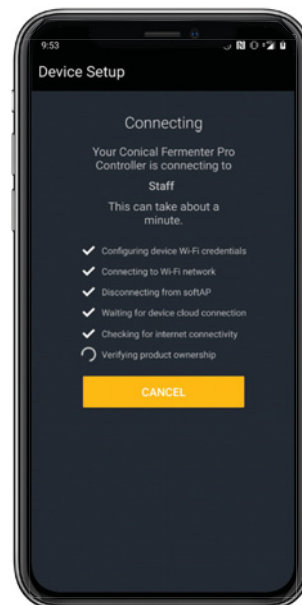 9:53
Device Setup
Connecting
Your Conical Fermenter Pro
Controller is connecting to
Staff
This can take about a
minute.
Configuring device Wi-Fi credentials
Connecting to Wi-Fi network
Disconnecting from softAP
Waiting for device cloud connection
Checking for internet connectivity
Verifying product ownership
CANCEL